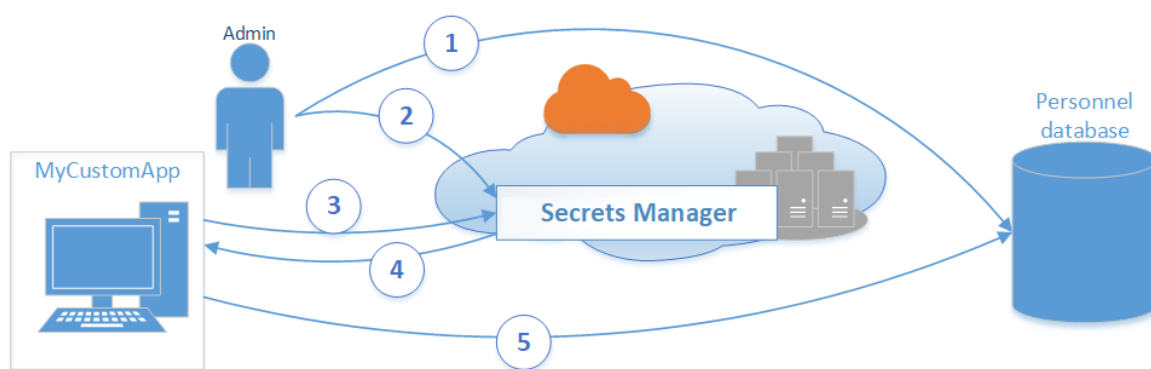 Admin
1
2
Personnel
database
MyCustomApp
3
Secrets Manager
4
5